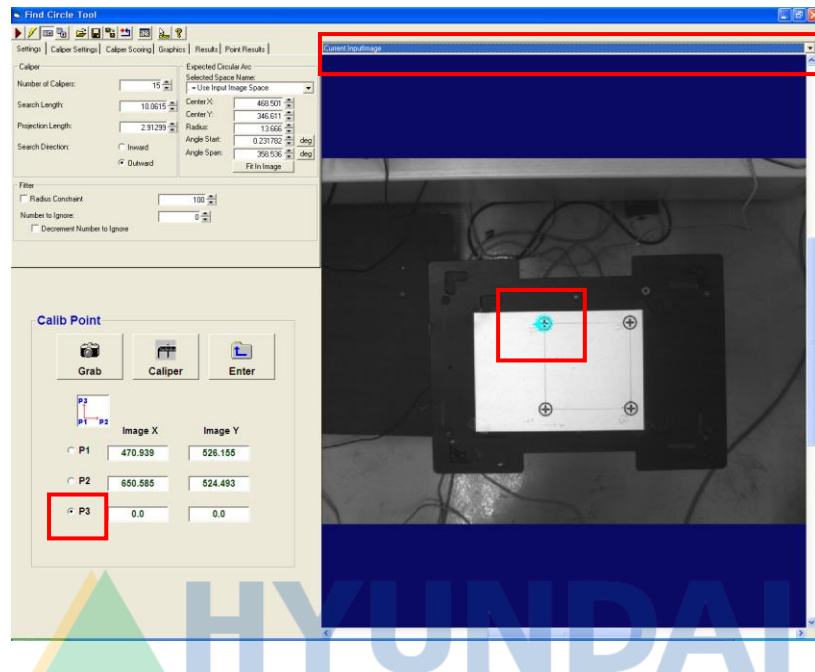 Find Circle Tool
Settings Caliper Settings Caliper Scoring Graphics Results Point Results
Current.InputImage
Caliper
Number of Calipers: 15
Search Length: 10.0615
Projection Length: 2.91299
Search Direction: Inward
Outward
Expected Circular Arc
Selected Space Name:
= Use Input Image Space
Center X: 468.501
Center Y: 346.611
Radius: 13.666
Angle Start: 0.231782 deg
Angle Span: 358.536 deg
Fit In Image
Filter
Radius Constraint 100
Number to Ignore: 0
Decrement Number to Ignore
Calib Point
Grab Caliper Enter
P3
P1 P2
Image X Image Y
P1 470.939 526.155
P2 650.585 524.493
P3 0.0 0.0
HYUNDAI